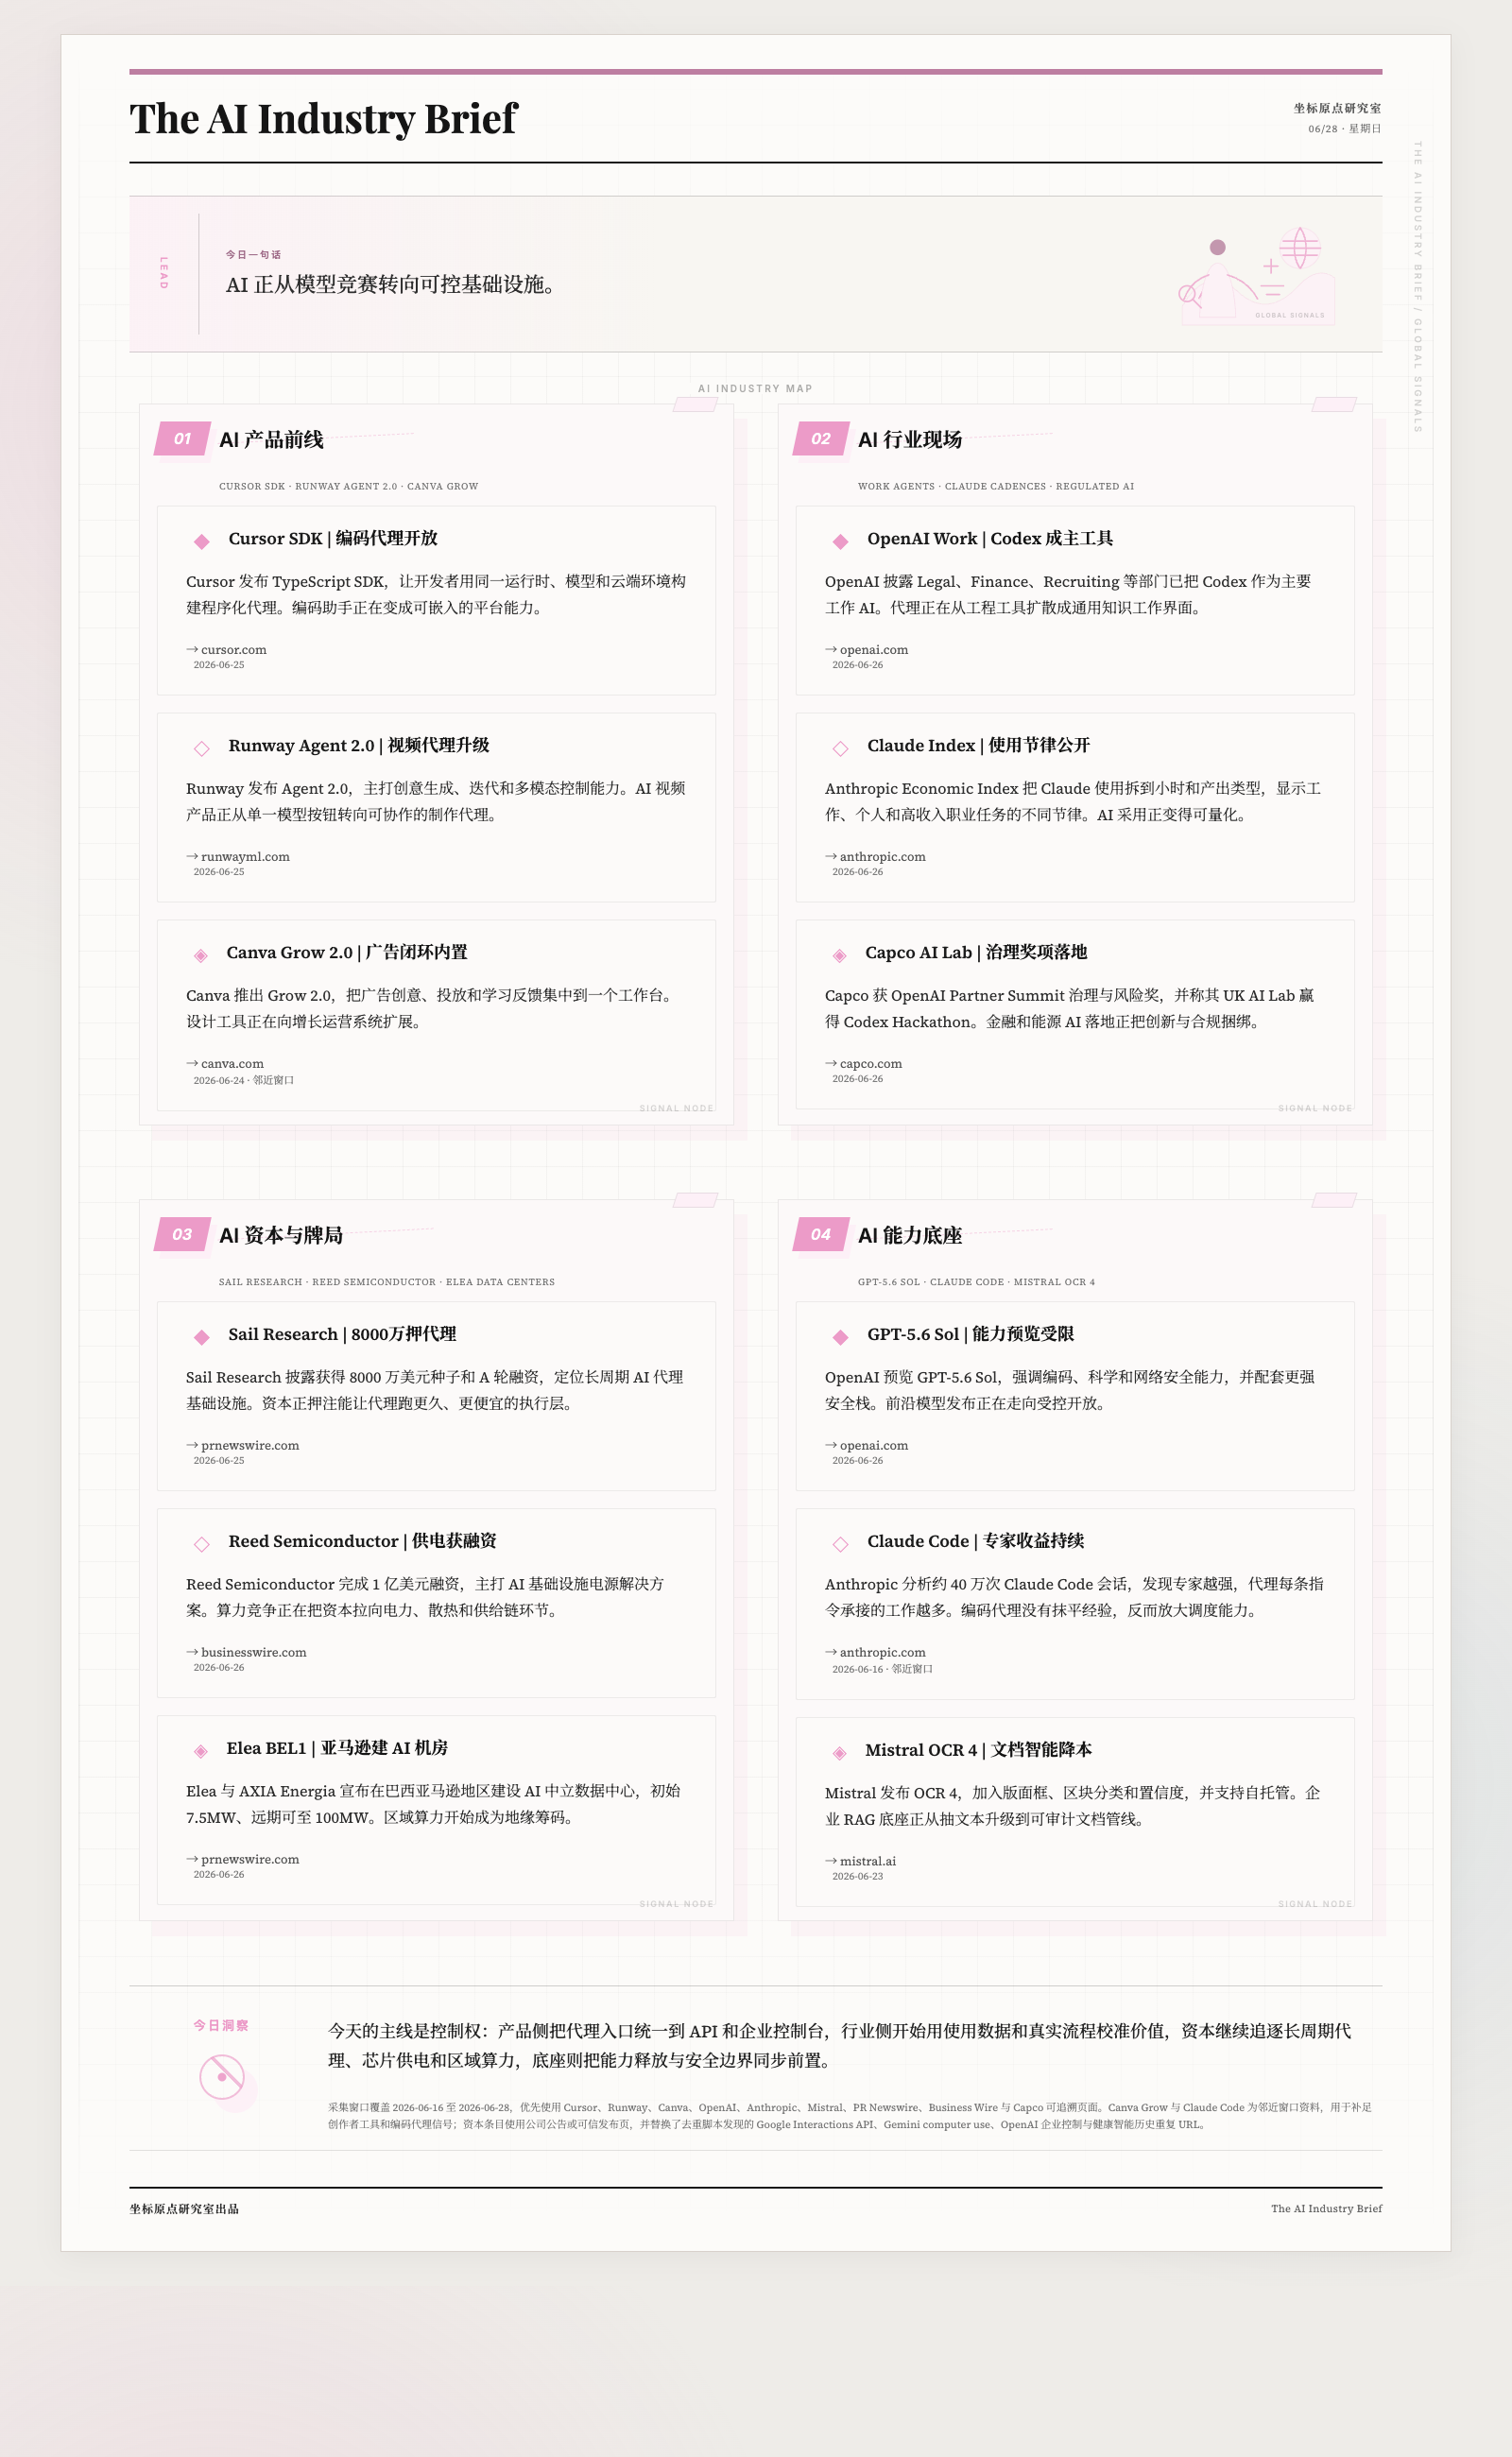 The AI Industry Brief
坐标原点研究室
06/28 · 星期日
THE AI INDUSTRY BRIEF / GLOBAL SIGNALS
LEAD
今日一句话
AI 正从模型竞赛转向可控基础设施。
GLOBAL SIGNALS
AI INDUSTRY MAP
01 AI 产品前线
CURSOR SDK · RUNWAY AGENT 2.0 · CANVA GROW
◆ Cursor SDK | 编码代理开放
Cursor 发布 TypeScript SDK，让开发者用同一运行时、模型和云端环境构
建程序化代理。编码助手正在变成可嵌入的平台能力。
→ cursor.com
2026-06-25
◇ Runway Agent 2.0 | 视频代理升级
Runway 发布 Agent 2.0，主打创意生成、迭代和多模态控制能力。AI 视频
产品正从单一模型按钮转向可协作的制作代理。
→ runwayml.com
2026-06-25
◈ Canva Grow 2.0 | 广告闭环内置
Canva 推出 Grow 2.0，把广告创意、投放和学习反馈集中到一个工作台。
设计工具正在向增长运营系统扩展。
→ canva.com
2026-06-24 · 邻近窗口
SIGNAL NODE
02 AI 行业现场
WORK AGENTS · CLAUDE CADENCES · REGULATED AI
◆ OpenAI Work | Codex 成主工具
OpenAI 披露 Legal、Finance、Recruiting 等部门已把 Codex 作为主要
工作 AI。代理正在从工程工具扩散成通用知识工作界面。
→ openai.com
2026-06-26
◇ Claude Index | 使用节律公开
Anthropic Economic Index 把 Claude 使用拆到小时和产出类型，显示工
作、个人和高收入职业任务的不同节律。AI 采用正变得可量化。
→ anthropic.com
2026-06-26
◈ Capco AI Lab | 治理奖项落地
Capco 获 OpenAI Partner Summit 治理与风险奖，并称其 UK AI Lab 赢
得 Codex Hackathon。金融和能源 AI 落地正把创新与合规捆绑。
→ capco.com
2026-06-26
SIGNAL NODE
03 AI 资本与牌局
SAIL RESEARCH · REED SEMICONDUCTOR · ELEA DATA CENTERS
◆ Sail Research | 8000万押代理
Sail Research 披露获得 8000 万美元种子和 A 轮融资，定位长周期 AI 代理
基础设施。资本正押注能让代理跑更久、更便宜的执行层。
→ prnewswire.com
2026-06-25
◇ Reed Semiconductor | 供电获融资
Reed Semiconductor 完成 1 亿美元融资，主打 AI 基础设施电源解决方
案。算力竞争正在把资本拉向电力、散热和供给链环节。
→ businesswire.com
2026-06-26
◈ Elea BEL1 | 亚马逊建 AI 机房
Elea 与 AXIA Energia 宣布在巴西亚马逊地区建设 AI 中立数据中心，初始
7.5MW、远期可至 100MW。区域算力开始成为地缘筹码。
→ prnewswire.com
2026-06-26
SIGNAL NODE
04 AI 能力底座
GPT-5.6 SOL · CLAUDE CODE · MISTRAL OCR 4
◆ GPT-5.6 Sol | 能力预览受限
OpenAI 预览 GPT-5.6 Sol，强调编码、科学和网络安全能力，并配套更强
安全栈。前沿模型发布正在走向受控开放。
→ openai.com
2026-06-26
◇ Claude Code | 专家收益持续
Anthropic 分析约 40 万次 Claude Code 会话，发现专家越强，代理每条指
令承接的工作越多。编码代理没有抹平经验，反而放大调度能力。
→ anthropic.com
2026-06-16 · 邻近窗口
◈ Mistral OCR 4 | 文档智能降本
Mistral 发布 OCR 4，加入版面框、区块分类和置信度，并支持自托管。企
业 RAG 底座正从抽文本升级到可审计文档管线。
→ mistral.ai
2026-06-23
SIGNAL NODE
今日洞察
今天的主线是控制权：产品侧把代理入口统一到 API 和企业控制台，行业侧开始用使用数据和真实流程校准价值，资本继续追逐长周期代
理、芯片供电和区域算力，底座则把能力释放与安全边界同步前置。
采集窗口覆盖 2026-06-16 至 2026-06-28，优先使用 Cursor、Runway、Canva、OpenAI、Anthropic、Mistral、PR Newswire、Business Wire 与 Capco 可追溯页面。Canva Grow 与 Claude Code 为邻近窗口资料，用于补足
创作者工具和编码代理信号；资本条目使用公司公告或可信发布页，并替换了去重脚本发现的 Google Interactions API、Gemini computer use、OpenAI 企业控制与健康智能历史重复 URL。
坐标原点研究室出品
The AI Industry Brief